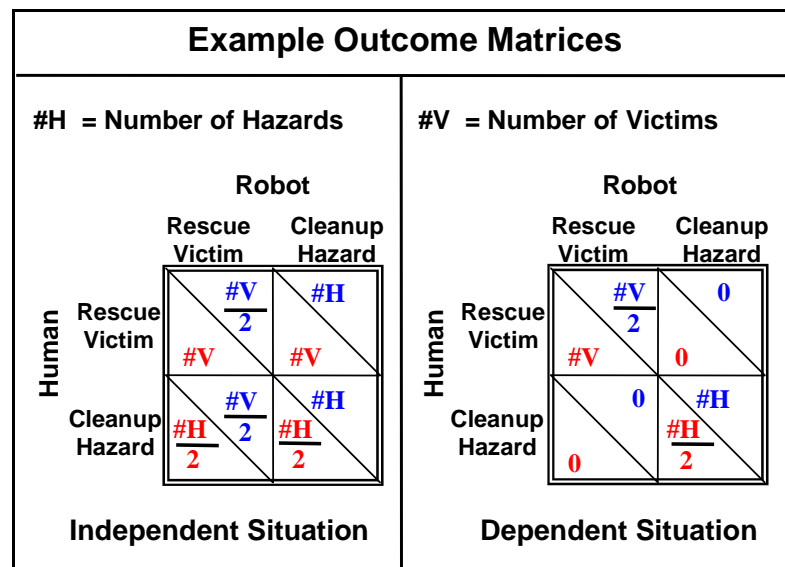 Example Outcome Matrices
#H = Number of Hazards
Robot
Rescue Victim
Cleanup Hazard
Human
Rescue Victim
#V/2
#H
#V
#V
Cleanup Hazard
#V/2
#H
#H/2
#H/2
Independent Situation
#V = Number of Victims
Robot
Rescue Victim
Cleanup Hazard
Human
Rescue Victim
#V/2
0
#V
0
Cleanup Hazard
0
#H
0
#H/2
Dependent Situation